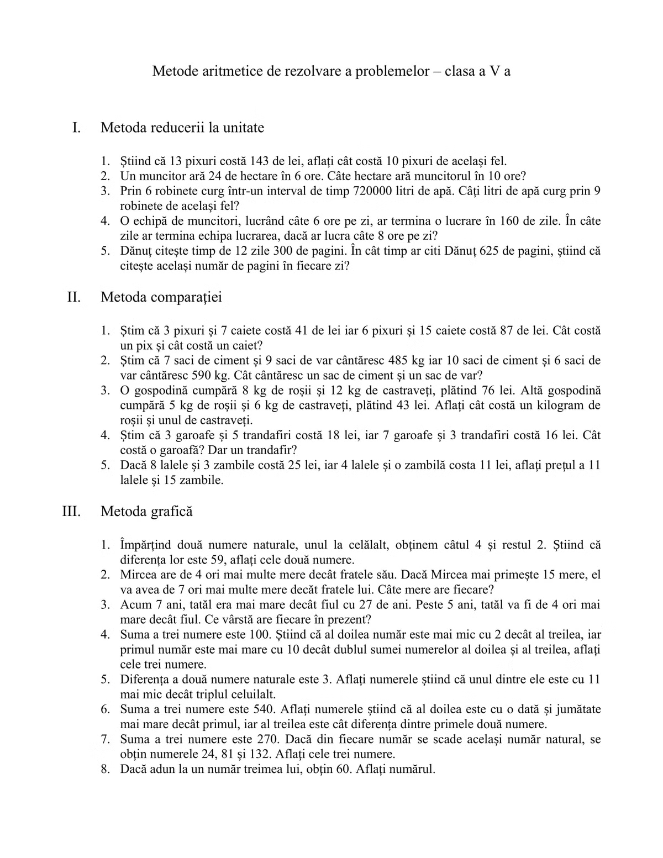 Metode aritmetice de rezolvare a problemelor – clasa a V a
I. Metoda reducerii la unitate
1. Știind că 13 pixuri costă 143 de lei, aflați cât costă 10 pixuri de același fel.
2. Un muncitor ară 24 de hectare în 6 ore. Câte hectare ară muncitorul în 10 ore?
3. Prin 6 robinete curg într-un interval de timp 720000 litri de apă. Câți litri de apă curg prin 9
robinete de același fel?
4. O echipă de muncitori, lucrând câte 6 ore pe zi, ar termina o lucrare în 160 de zile. În câte
zile ar termina echipa lucrarea, dacă ar lucra câte 8 ore pe zi?
5. Dănuț citește timp de 12 zile 300 de pagini. În cât timp ar citi Dănuț 625 de pagini, știind că
citește același număr de pagini în fiecare zi?
II. Metoda comparației
1. Știm că 3 pixuri și 7 caiete costă 41 de lei iar 6 pixuri și 15 caiete costă 87 de lei. Cât costă
un pix și cât costă un caiet?
2. Știm că 7 saci de ciment și 9 saci de var cântăresc 485 kg iar 10 saci de ciment și 6 saci de
var cântăresc 590 kg. Cât cântăresc un sac de ciment și un sac de var?
3. O gospodină cumpără 8 kg de roșii și 12 kg de castraveți, plătind 76 lei. Altă gospodină
cumpără 5 kg de roșii și 6 kg de castraveți, plătind 43 lei. Aflați cât costă un kilogram de
roșii și unul de castraveți.
4. Știm că 3 garoafe și 5 trandafiri costă 18 lei, iar 7 garoafe și 3 trandafiri costă 16 lei. Cât
costă o garoafă? Dar un trandafir?
5. Dacă 8 lalele și 3 zambile costă 25 lei, iar 4 lalele și o zambilă costa 11 lei, aflați prețul a 11
lalele și 15 zambile.
III. Metoda grafică
1. Împărțind două numere naturale, unul la celălalt, obținem câtul 4 și restul 2. Știind că
diferența lor este 59, aflați cele două numere.
2. Mircea are de 4 ori mai multe mere decât fratele său. Dacă Mircea mai primește 15 mere, el
va avea de 7 ori mai multe mere decăt fratele lui. Câte mere are fiecare?
3. Acum 7 ani, tatăl era mai mare decât fiul cu 27 de ani. Peste 5 ani, tatăl va fi de 4 ori mai
mare decât fiul. Ce vârstă are fiecare în prezent?
4. Suma a trei numere este 100. Știind că al doilea număr este mai mic cu 2 decât al treilea, iar
primul număr este mai mare cu 10 decât dublul sumei numerelor al doilea și al treilea, aflați
cele trei numere.
5. Diferența a două numere naturale este 3. Aflați numerele știind că unul dintre ele este cu 11
mai mic decât triplul celuilalt.
6. Suma a trei numere este 540. Aflați numerele știind că al doilea este cu o dată și jumătate
mai mare decât primul, iar al treilea este cât diferența dintre primele două numere.
7. Suma a trei numere este 270. Dacă din fiecare număr se scade același număr natural, se
obțin numerele 24, 81 și 132. Aflați cele trei numere.
8. Dacă adun la un număr treimea lui, obțin 60. Aflați numărul.